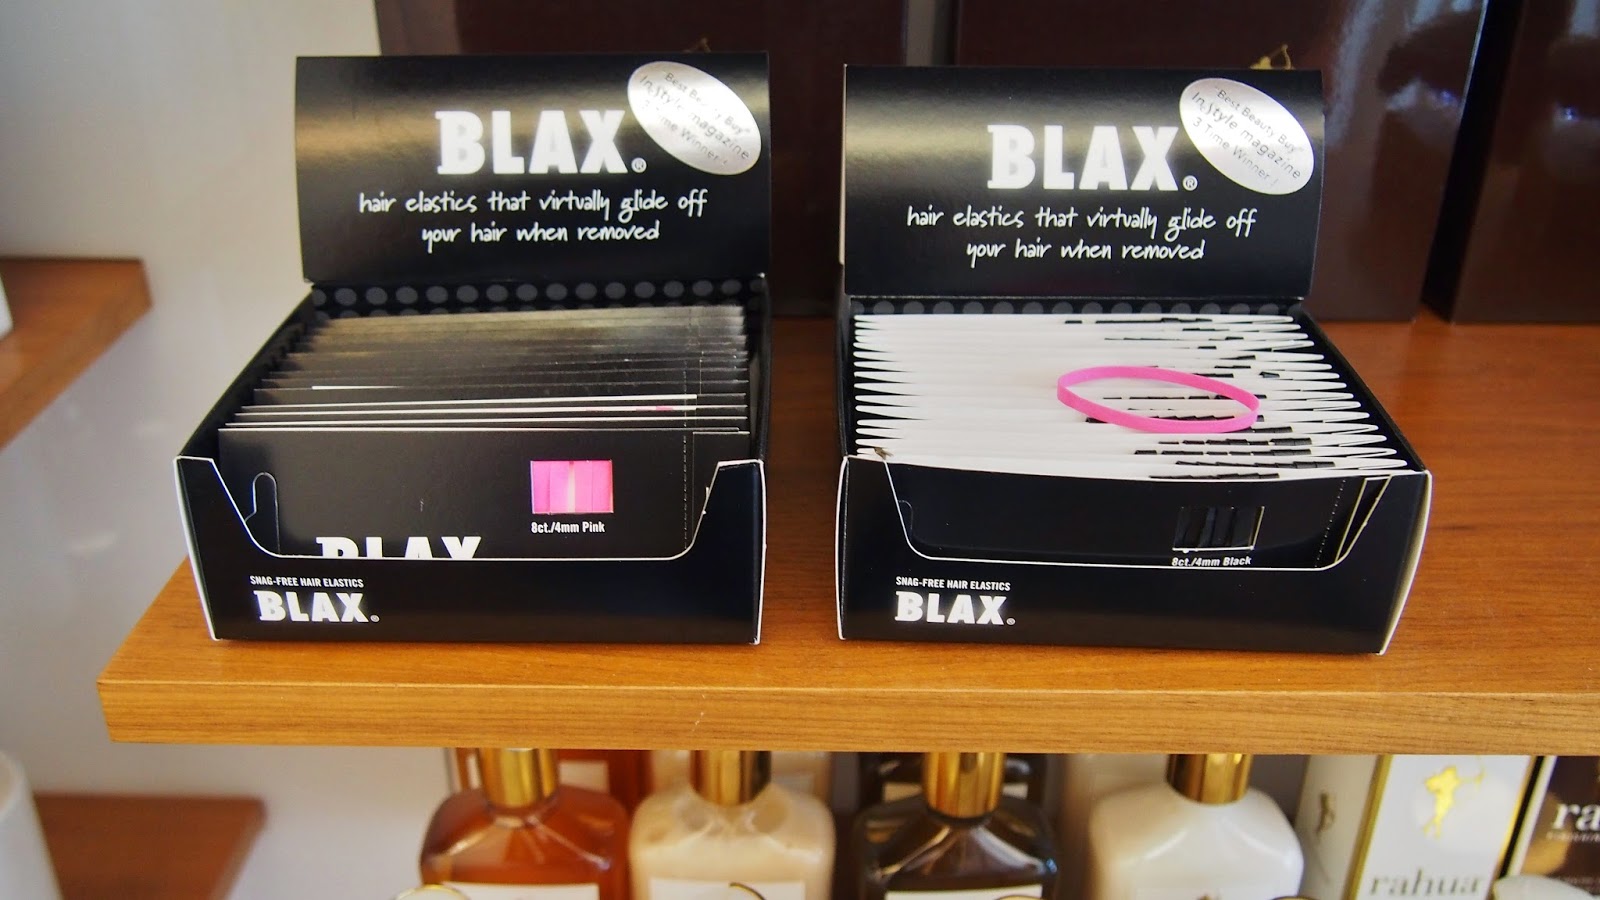 BLAX®
"Best Beauty Buy"
InStyle magazine
3 Time Winner!
hair elastics that virtually glide off
your hair when removed
8ct./4mm Pink
BLAX
SNAG-FREE HAIR ELASTICS
BLAX®
BLAX®
"Best Beauty Buy"
InStyle magazine
3 Time Winner!
hair elastics that virtually glide off
your hair when removed
8ct./4mm Black
SNAG-FREE HAIR ELASTICS
BLAX®
rahua
ra